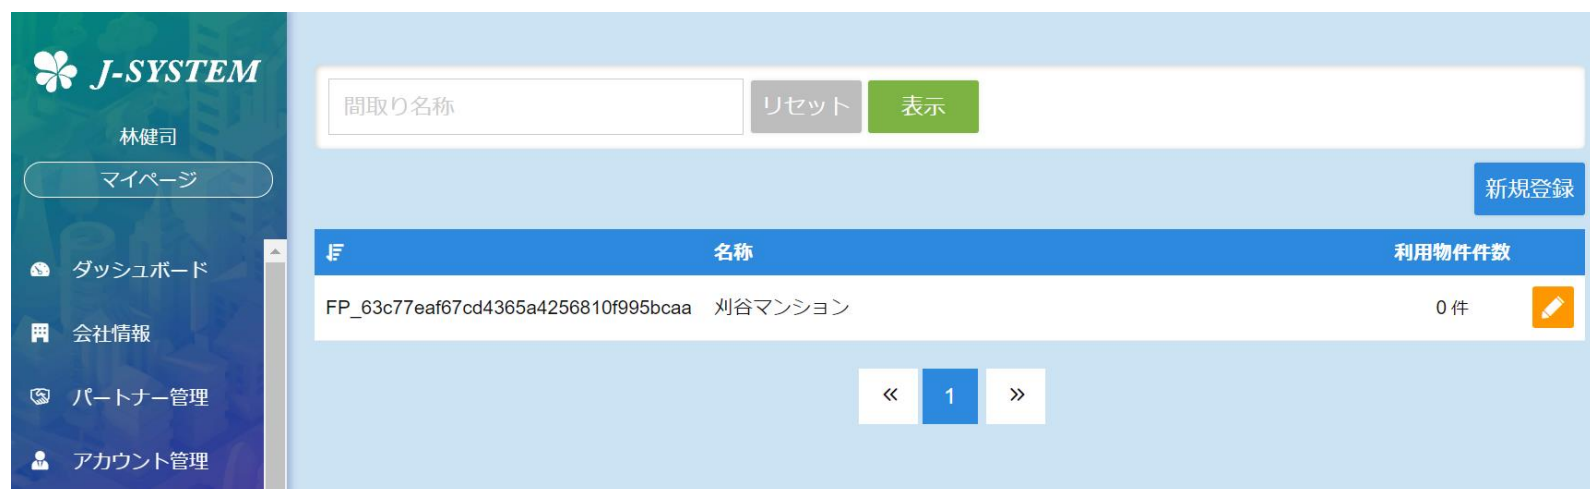 J-SYSTEM
林健司
マイページ
ダッシュボード
会社情報
パートナー管理
アカウント管理
間取り名称 リセット 表示
新規登録
名称 利用物件件数
FP_63c77eaf67cd4365a4256810f995bcaa 刈谷マンション 0 件
« 1 »